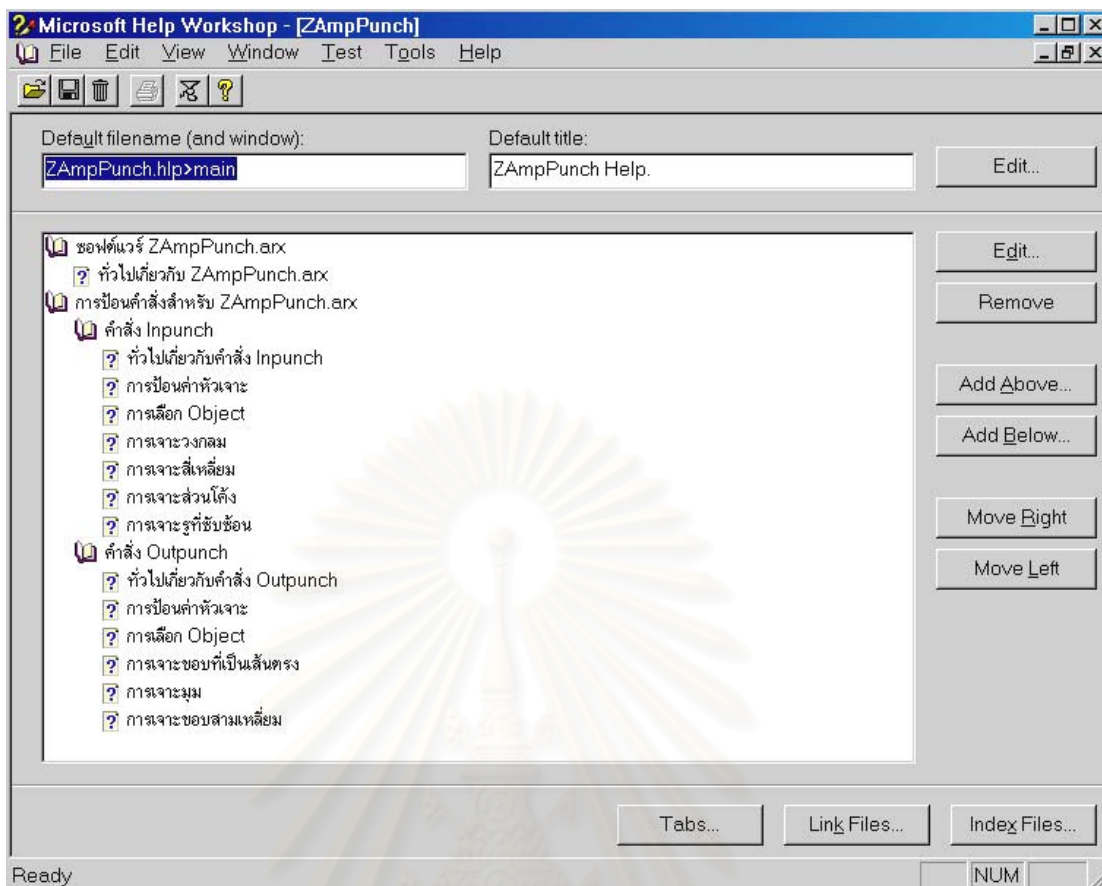 Microsoft Help Workshop - [ZAmpPunch]
File Edit View Window Test Tools Help
Default filename (and window):
Default title:
ZAmpPunch.hlp>main
ZAmpPunch Help.
Edit...
ซอฟต์แวร์ ZAmpPunch.arx
ทั่วไปเกี่ยวกับ ZAmpPunch.arx
การป้อนคำสั่งสำหรับ ZAmpPunch.arx
คำสั่ง Inpunch
ทั่วไปเกี่ยวกับคำสั่ง Inpunch
การป้อนค่าหัวเจาะ
การเลือก Object
การเจาะวงกลม
การเจาะสี่เหลี่ยม
การเจาะส่วนโค้ง
การเจาะรูที่ซับซ้อน
คำสั่ง Outpunch
ทั่วไปเกี่ยวกับคำสั่ง Outpunch
การป้อนค่าหัวเจาะ
การเลือก Object
การเจาะขอบที่เป็นเส้นตรง
การเจาะมุม
การเจาะขอบสามเหลี่ยม
Edit...
Remove
Add Above...
Add Below...
Move Right
Move Left
Tabs...
Link Files...
Index Files...
Ready
NUM